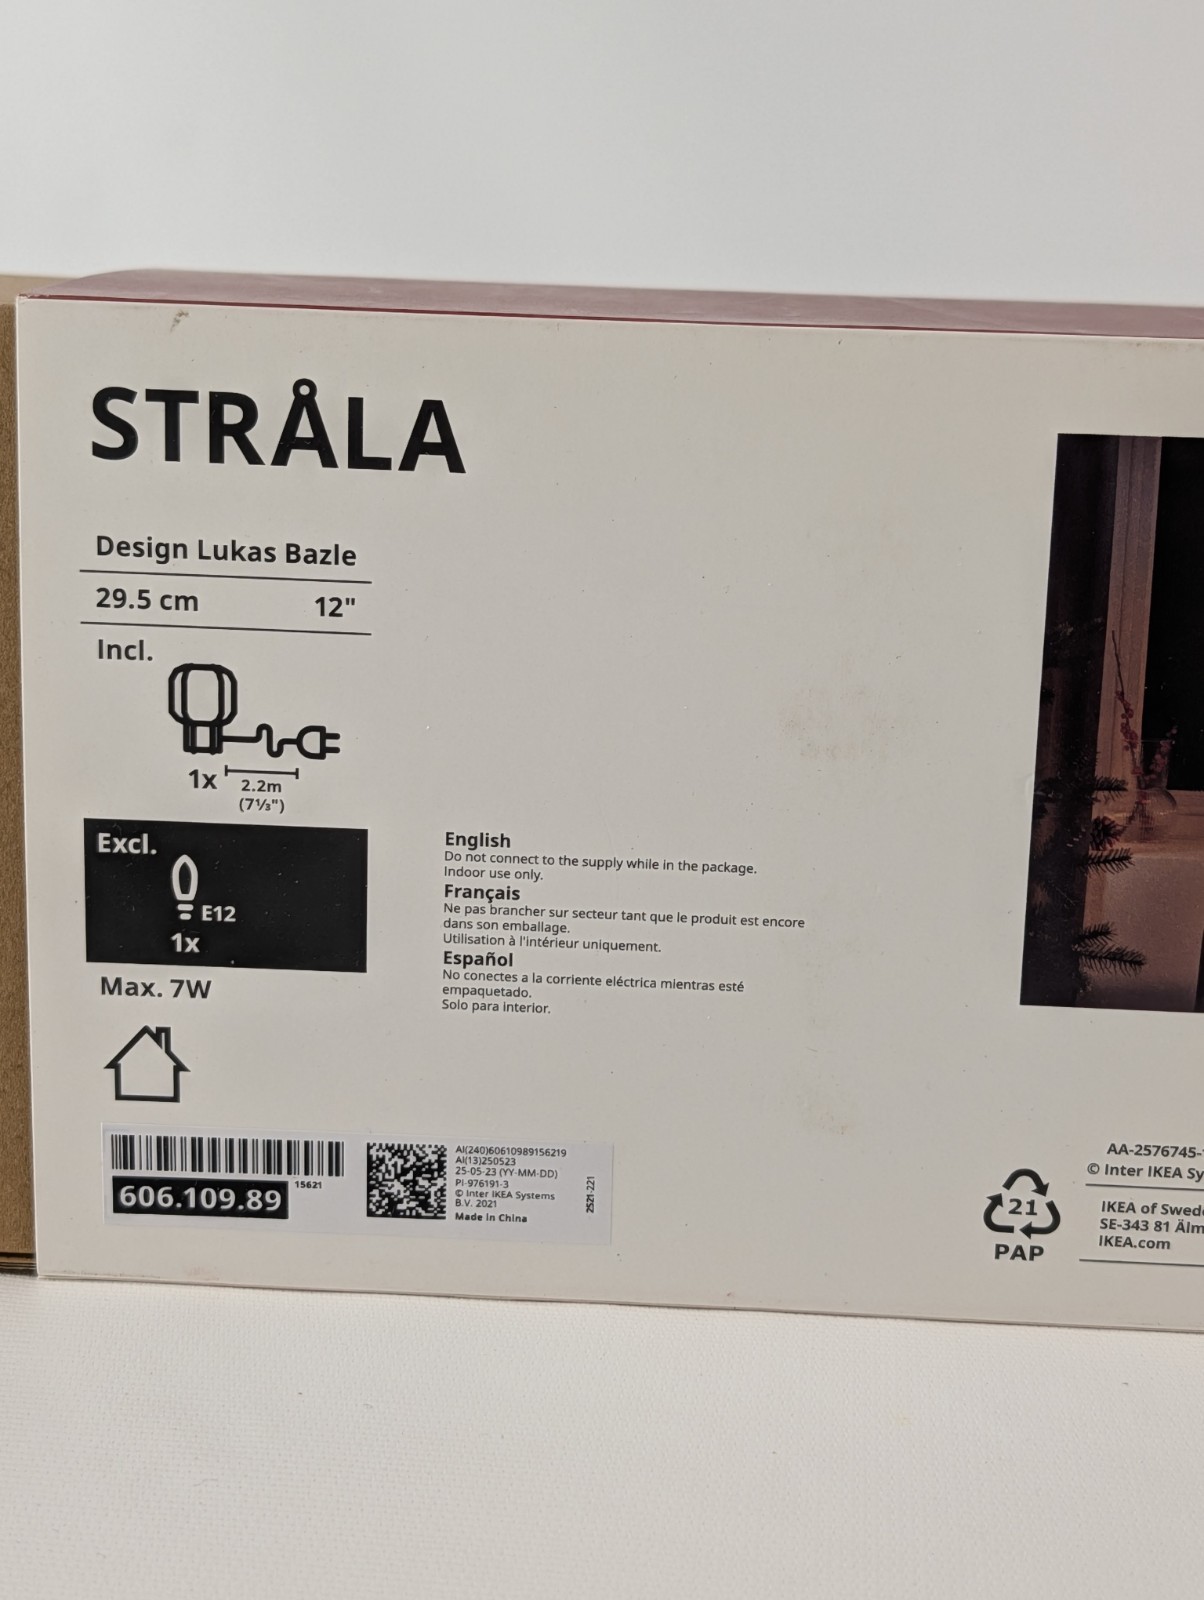 STRÅLA
Design Lukas Bazle
29.5 cm 12"
Incl.
1x 2.2m
(7⅓")
Excl.
E12
1x
Max. 7W
English
Do not connect to the supply while in the package.
Indoor use only.
Français
Ne pas brancher sur secteur tant que le produit est encore
dans son emballage.
Utilisation à l'intérieur uniquement.
Español
No conectes a la corriente eléctrica mientras esté
empaquetado.
Solo para interior.
15621
606.109.89
AI(240)60610989156219
AI(13)250523
25-05-23 (YY-MM-DD)
PI-976191-3
© Inter IKEA Systems
B.V. 2021
Made in China
2521-221
21
PAP
AA-2576745-
© Inter IKEA Sy
IKEA of Swed
SE-343 81 Älm
IKEA.com